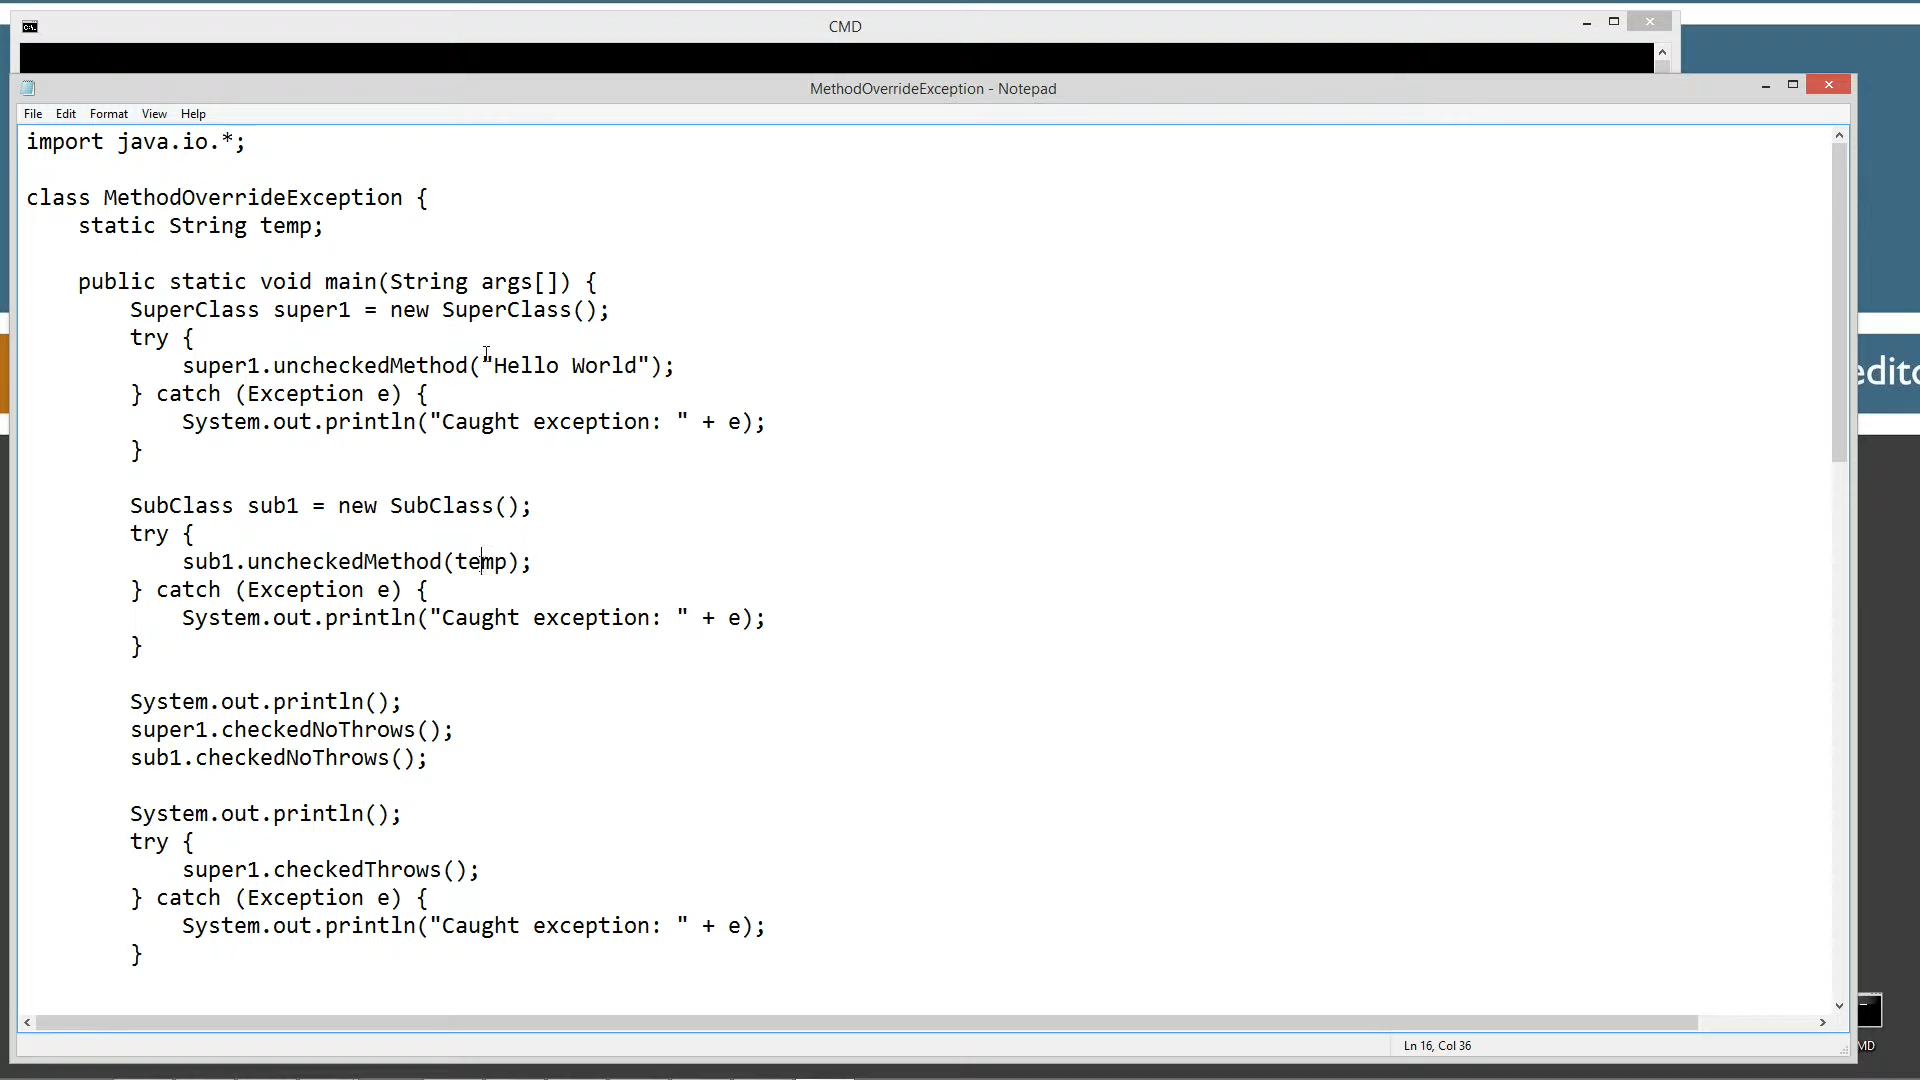 CMD
MethodOverrideException - Notepad
File Edit Format View Help
import java.io.*;
class MethodOverrideException {
    static String temp;
    public static void main(String args[]) {
        SuperClass super1 = new SuperClass();
        try {
            super1.uncheckedMethod("Hello World");
        } catch (Exception e) {
            System.out.println("Caught exception: " + e);
        }
        SubClass sub1 = new SubClass();
        try {
            sub1.uncheckedMethod(temp);
        } catch (Exception e) {
            System.out.println("Caught exception: " + e);
        }
        System.out.println();
        super1.checkedNoThrows();
        sub1.checkedNoThrows();
        System.out.println();
        try {
            super1.checkedThrows();
        } catch (Exception e) {
            System.out.println("Caught exception: " + e);
        }
edito
MD
Ln 16, Col 36